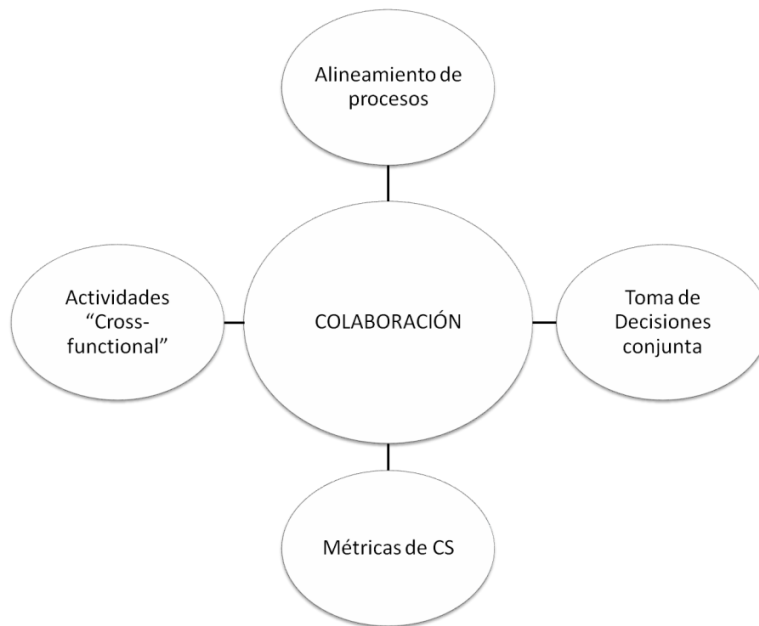 Alineamiento de
procesos
Actividades
“Cross-
functional”
COLABORACIÓN
Toma de
Decisiones
conjunta
Métricas de CS